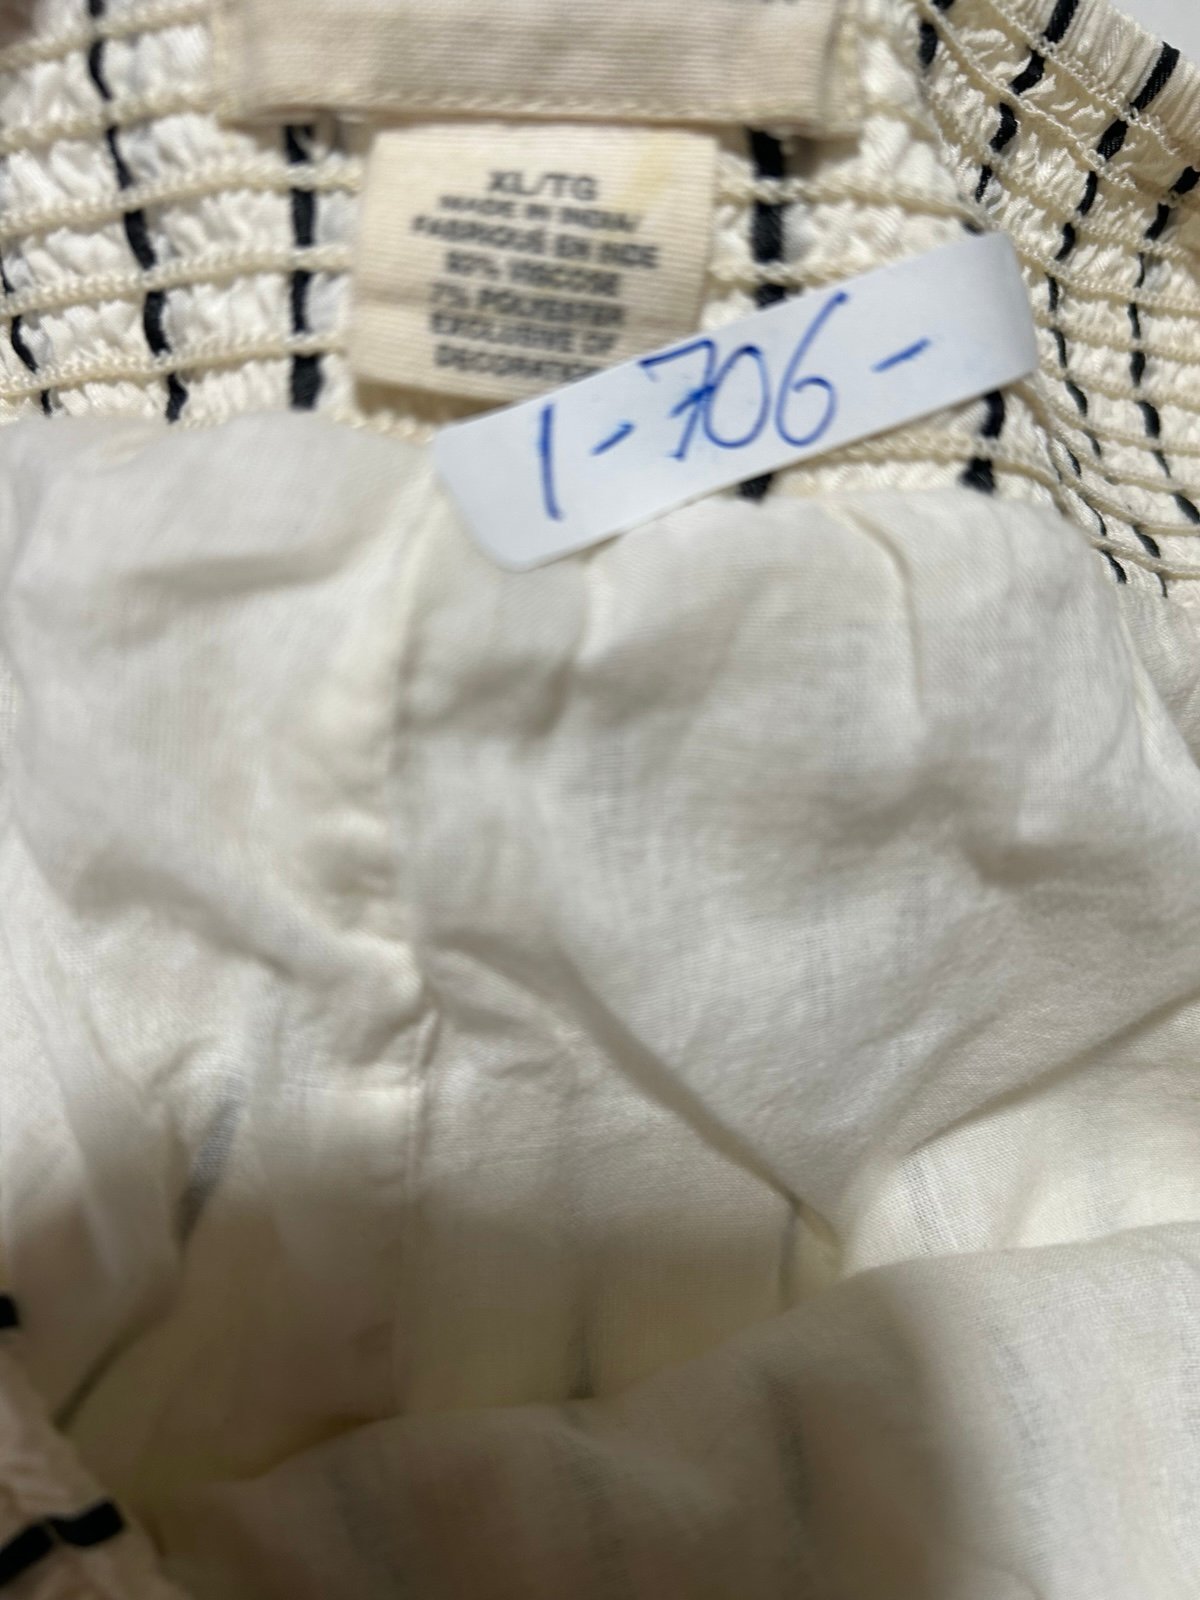 XL/TG
MADE IN INDIA/
FABRIQUÉ EN INDE
93% VISCOSE
7% POLYESTER
EXCLUSIVE OF
DECORATION
1-706-